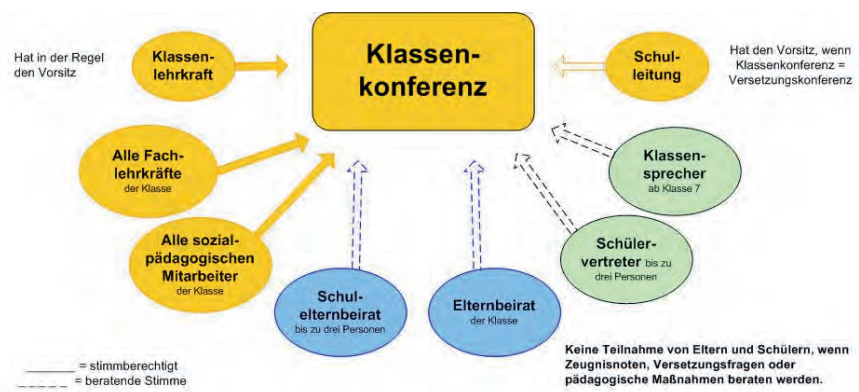 Klassen-
konferenz
Hat in der Regel
den Vorsitz
Klassen-
lehrkraft
Schul-
leitung
Hat den Vorsitz, wenn
Klassenkonferenz =
Versetzungskonferenz
Alle Fach-
lehrkräfte
der Klasse
Klassen-
sprecher
ab Klasse 7
Alle sozial-
pädagogischen
Mitarbeiter
der Klasse
Schüler-
vertreter bis zu
drei Personen
Schul-
elternbeirat
bis zu drei Personen
Elternbeirat
der Klasse
_____ = stimmberechtigt
_ _ _ _ _ = beratende Stimme
Keine Teilnahme von Eltern und Schülern, wenn
Zeugnisnoten, Versetzungsfragen oder
pädagogische Maßnahmen beraten werden.